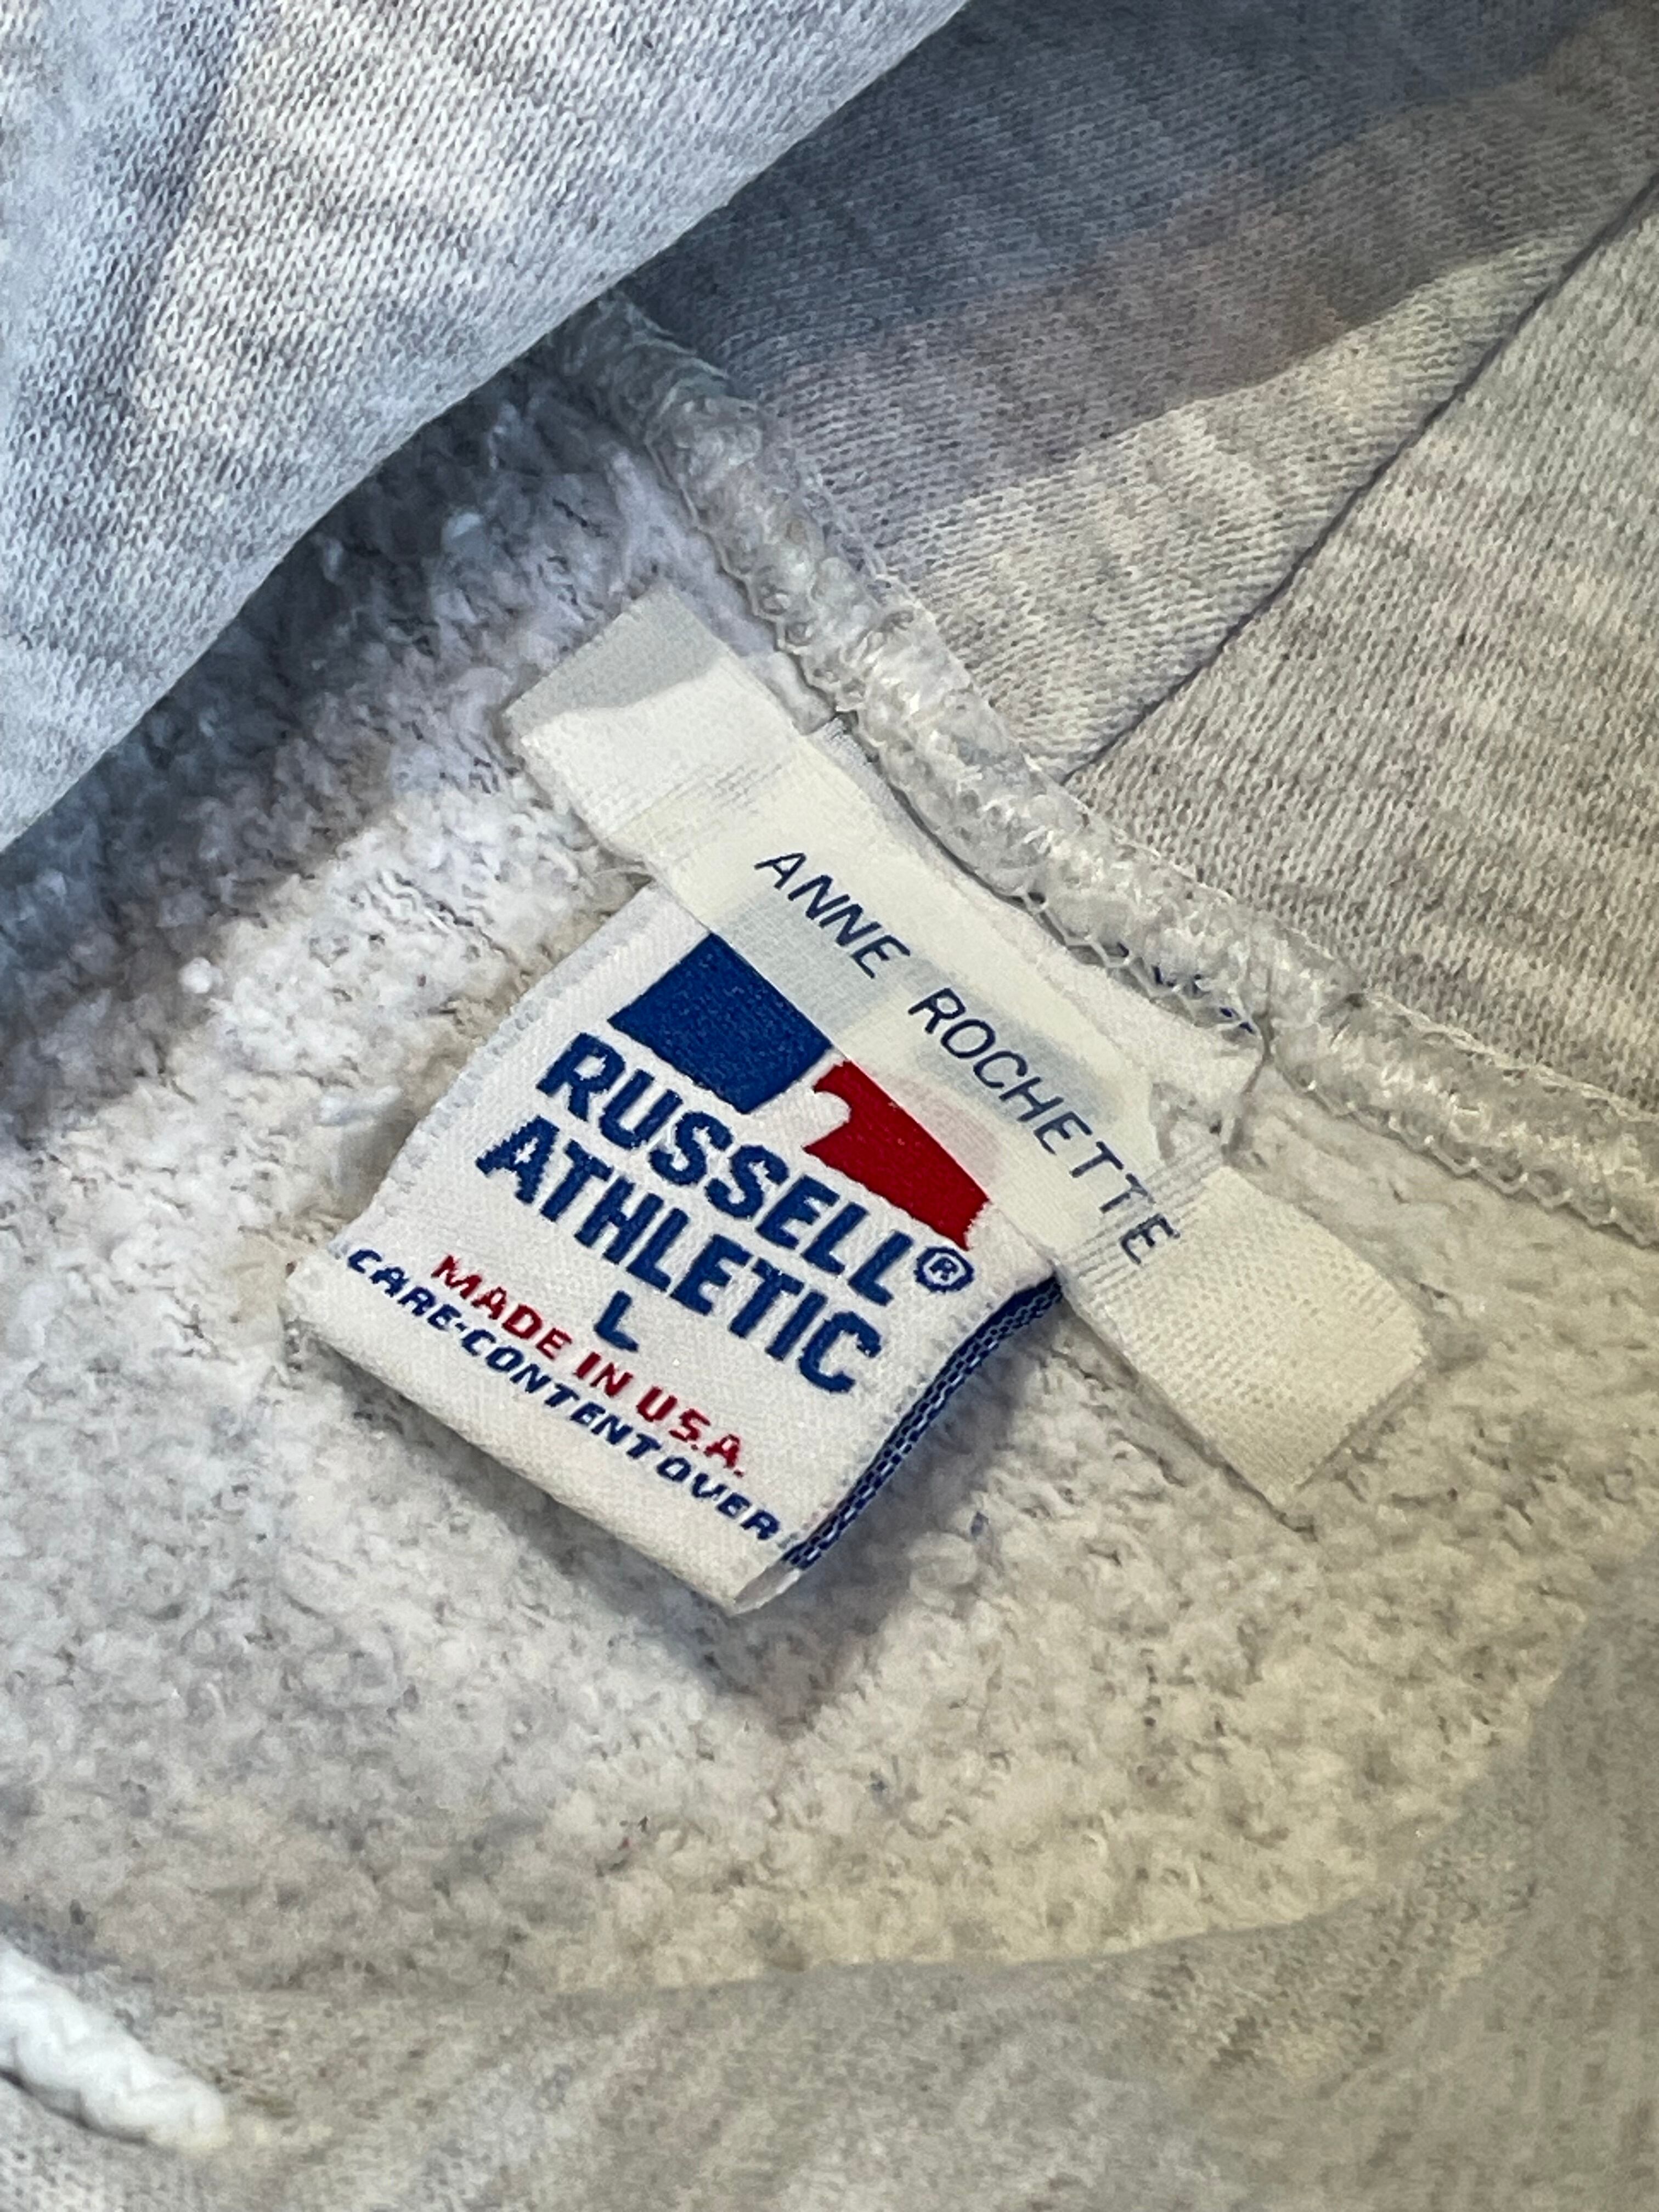 ANNE ROCHETTE
RUSSELL®
ATHLETIC
L
MADE IN U.S.A.
CARE-CONTENT OVER